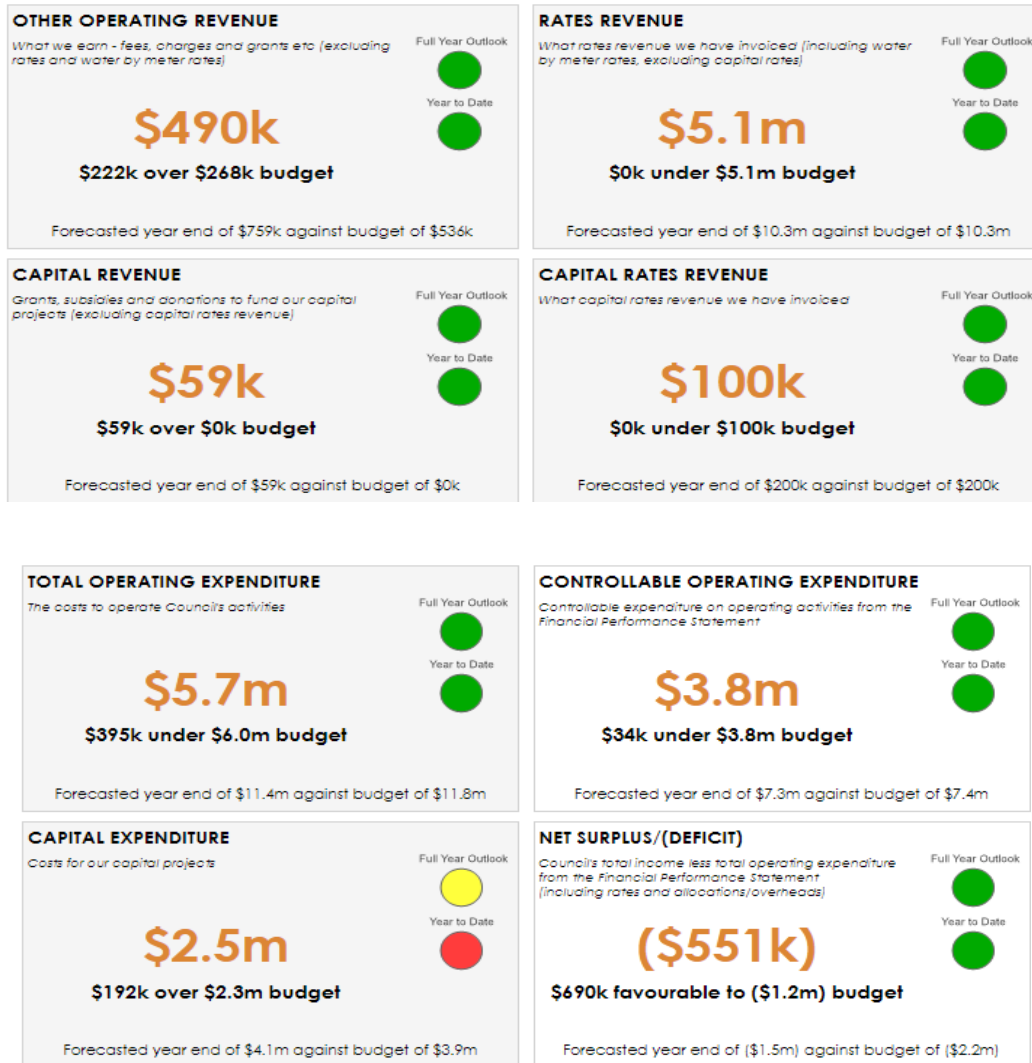 OTHER OPERATING REVENUE
What we earn - fees, charges and grants etc (excluding
rates and water by meter rates)
Full Year Outlook
Year to Date
$490k
$222k over $268k budget
Forecasted year end of $759k against budget of $536k
RATES REVENUE
What rates revenue we have invoiced (including water
by meter rates, excluding capital rates)
Full Year Outlook
Year to Date
$5.1m
$0k under $5.1m budget
Forecasted year end of $10.3m against budget of $10.3m
CAPITAL REVENUE
Grants, subsidies and donations to fund our capital
projects (excluding capital rates revenue)
Full Year Outlook
Year to Date
$59k
$59k over $0k budget
Forecasted year end of $59k against budget of $0k
CAPITAL RATES REVENUE
What capital rates revenue we have invoiced
Full Year Outlook
Year to Date
$100k
$0k under $100k budget
Forecasted year end of $200k against budget of $200k
TOTAL OPERATING EXPENDITURE
The costs to operate Council's activities
Full Year Outlook
Year to Date
$5.7m
$395k under $6.0m budget
Forecasted year end of $11.4m against budget of $11.8m
CONTROLLABLE OPERATING EXPENDITURE
Controllable expenditure on operating activities from the
Financial Performance Statement
Full Year Outlook
Year to Date
$3.8m
$34k under $3.8m budget
Forecasted year end of $7.3m against budget of $7.4m
CAPITAL EXPENDITURE
Costs for our capital projects
Full Year Outlook
Year to Date
$2.5m
$192k over $2.3m budget
Forecasted year end of $4.1m against budget of $3.9m
NET SURPLUS/(DEFICIT)
Council's total income less total operating expenditure
from the Financial Performance Statement
(including rates and allocations/overheads)
Full Year Outlook
Year to Date
($551k)
$690k favourable to ($1.2m) budget
Forecasted year end of ($1.5m) against budget of ($2.2m)